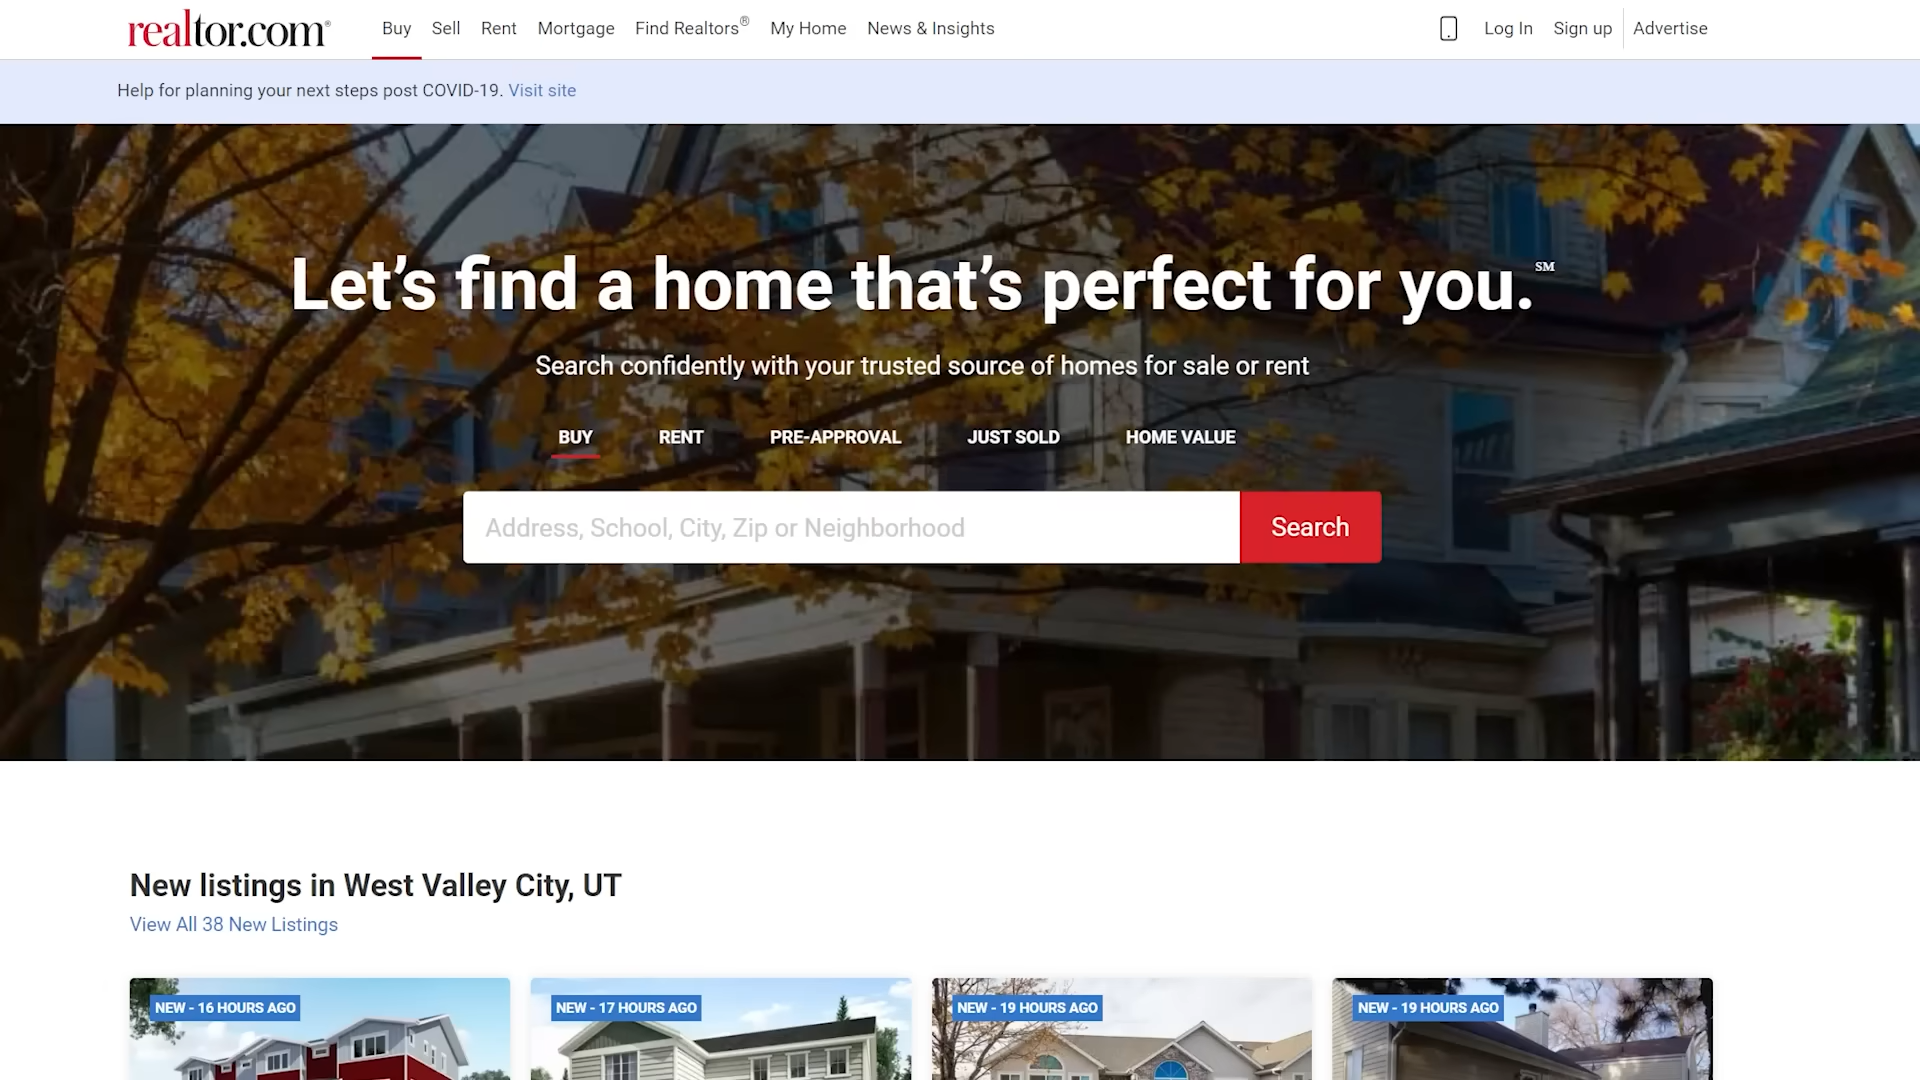 realtor.com®
Buy Sell Rent Mortgage Find Realtors® My Home News & Insights
Log In Sign up Advertise
Help for planning your next steps post COVID-19. Visit site
Let’s find a home that’s perfect for you.℠
Search confidently with your trusted source of homes for sale or rent
BUY RENT PRE-APPROVAL JUST SOLD HOME VALUE
Address, School, City, Zip or Neighborhood Search
New listings in West Valley City, UT
View All 38 New Listings
NEW - 16 HOURS AGO NEW - 17 HOURS AGO NEW - 19 HOURS AGO NEW - 19 HOURS AGO